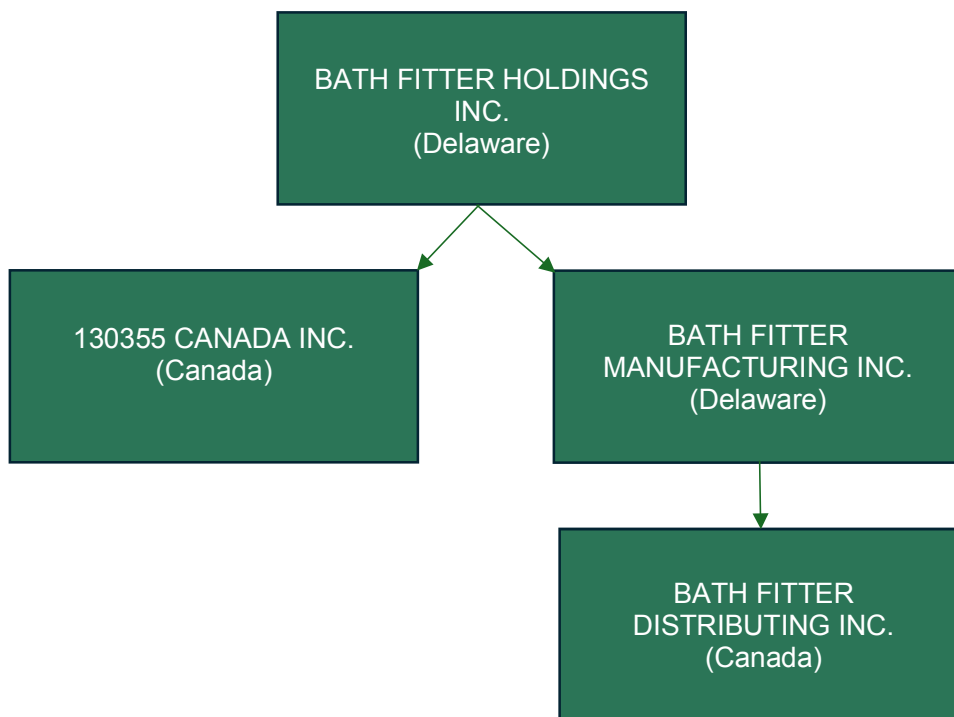 BATH FITTER HOLDINGS
INC.
(Delaware)
130355 CANADA INC.
(Canada)
BATH FITTER
MANUFACTURING INC.
(Delaware)
BATH FITTER
DISTRIBUTING INC.
(Canada)